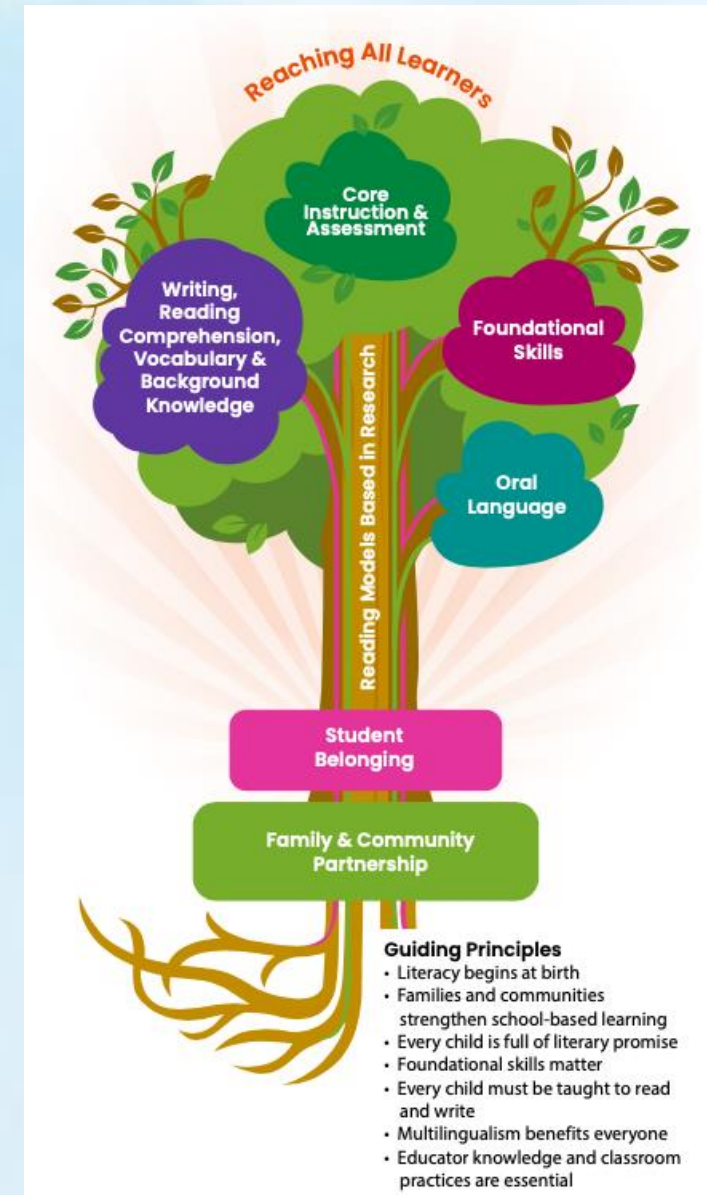 Reaching All Learners
Core
Instruction &
Assessment
Writing,
Reading
Comprehension,
Vocabulary &
Background
Knowledge
Foundational
Skills
Oral
Language
Reading Models Based in Research
Student
Belonging
Family & Community
Partnership
Guiding Principles
• Literacy begins at birth
• Families and communities
strengthen school-based learning
• Every child is full of literary promise
• Foundational skills matter
• Every child must be taught to read
and write
• Multilingualism benefits everyone
• Educator knowledge and classroom
practices are essential